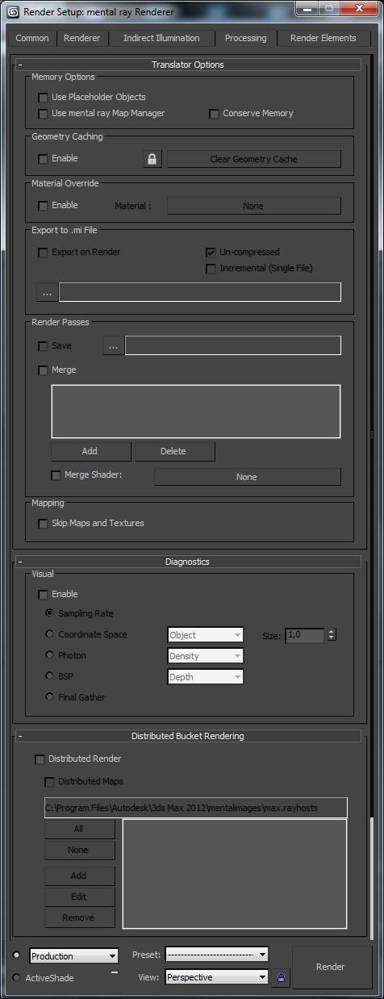 Render Setup: mental ray Renderer
Common Renderer Indirect Illumination Processing Render Elements
- Translator Options
Memory Options
Use Placeholder Objects
Use mental ray Map Manager Conserve Memory
Geometry Caching
Enable Clear Geometry Cache
Material Override
Enable Material : None
Export to .mi File
Export on Render Un-compressed
Incremental (Single File)
...
Render Passes
Save ...
Merge
Add Delete
Merge Shader: None
Mapping
Skip Maps and Textures
- Diagnostics
Visual
Enable
Sampling Rate
Coordinate Space Object Size: 1,0
Photon Density
BSP Depth
Final Gather
- Distributed Bucket Rendering
Distributed Render
Distributed Maps
C:\Program Files\Autodesk\3ds Max 2012\mentalimages\max.rayhosts
All
None
Add
Edit
Remove
Production Preset: -------------------------- Render
ActiveShade View: Perspective